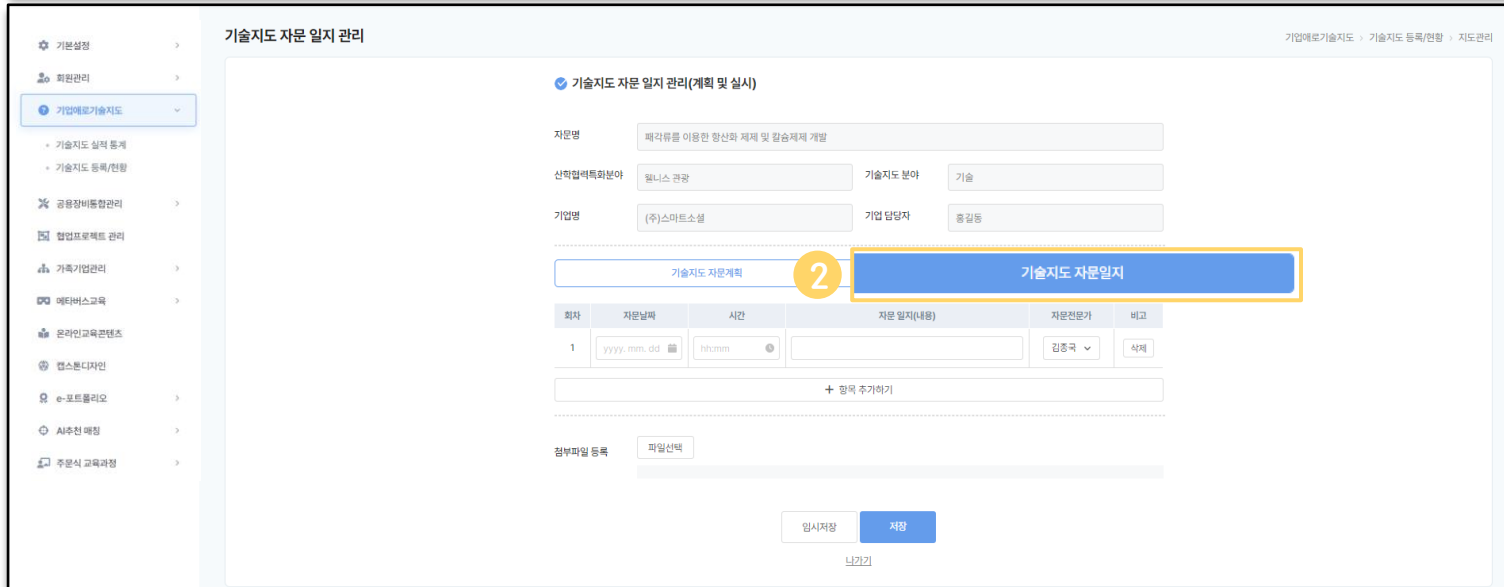 기술지도 자문 일지 관리
기업애로기술지도 > 기술지도 등록/현황 > 지도관리
기본설정
회원관리
기업애로기술지도
기술지도 실적 통계
기술지도 등록/현황
공용장비통합관리
협업프로젝트 관리
가족기업관리
메타버스교육
온라인교육콘텐츠
캡스톤디자인
e-포트폴리오
AI추천 매칭
주문식 교육과정
기술지도 자문 일지 관리(계획 및 실시)
자문명 패각류를 이용한 항산화 제제 및 칼슘제제 개발
산학협력특화분야 웰니스 관광 기술지도 분야 기술
기업명 (주)스마트소셜 기업 담당자 홍길동
기술지도 자문계획 2 기술지도 자문일지
회차 자문날짜 시간 자문 일지(내용) 자문전문가 비고
1 yyyy. mm. dd hh:mm 김종국 삭제
+ 항목 추가하기
첨부파일 등록 파일선택
임시저장 저장
나가기